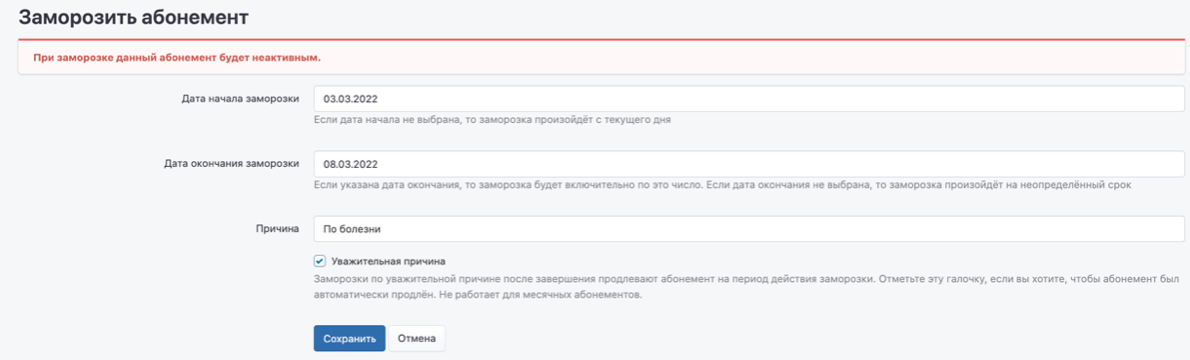 Заморозить абонемент
При заморозке данный абонемент будет неактивным.
Дата начала заморозки
03.03.2022
Если дата начала не выбрана, то заморозка произойдёт с текущего дня
Дата окончания заморозки
08.03.2022
Если указана дата окончания, то заморозка будет включительно по это число. Если дата окончания не выбрана, то заморозка произойдёт на неопределённый срок
Причина
По болезни
Уважительная причина
Заморозки по уважительной причине после завершения продлевают абонемент на период действия заморозки. Отметьте эту галочку, если вы хотите, чтобы абонемент был
автоматически продлён. Не работает для месячных абонементов.
Сохранить
Отмена